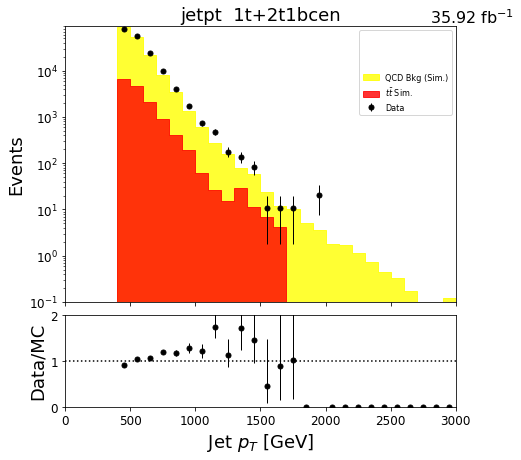 jetpt 1t+2t1bcen
35.92 fb⁻¹
QCD Bkg (Sim.)
tt̄ Sim.
Data
Events
10⁴
10³
10²
10¹
10⁰
10⁻¹
Data/MC
2
1
0
0 500 1000 1500 2000 2500 3000
Jet p_T [GeV]